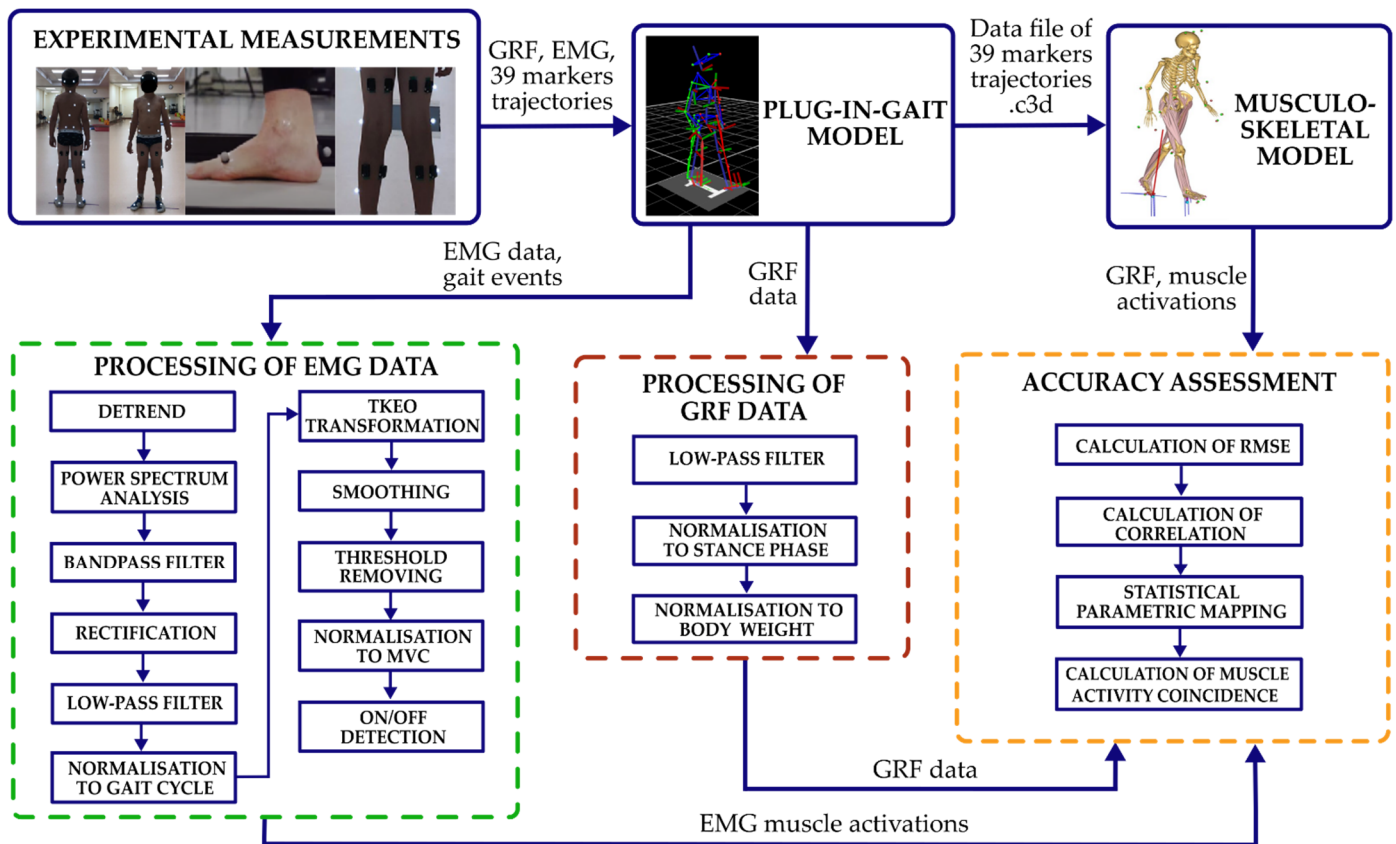 EXPERIMENTAL MEASUREMENTS
GRF, EMG,
39 markers
trajectories
PLUG-IN-GAIT
MODEL
Data file of
39 markers
trajectories
.c3d
MUSCULO-
SKELETAL
MODEL
EMG data,
gait events
GRF
data
GRF, muscle
activations
PROCESSING OF EMG DATA
DETREND
POWER SPECTRUM
ANALYSIS
BANDPASS FILTER
RECTIFICATION
LOW-PASS FILTER
NORMALISATION
TO GAIT CYCLE
TKEO
TRANSFORMATION
SMOOTHING
THRESHOLD
REMOVING
NORMALISATION
TO MVC
ON/OFF
DETECTION
PROCESSING OF
GRF DATA
LOW-PASS FILTER
NORMALISATION
TO STANCE PHASE
NORMALISATION TO
BODY WEIGHT
ACCURACY ASSESSMENT
CALCULATION OF RMSE
CALCULATION OF
CORRELATION
STATISTICAL
PARAMETRIC MAPPING
CALCULATION OF MUSCLE
ACTIVITY COINCIDENCE
GRF data
EMG muscle activations